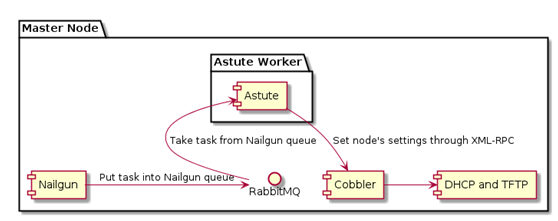 Master Node
Astute Worker
Astute
Take task from Nailgun queue
Set node's settings through XML-RPC
Nailgun
Put task into Nailgun queue
RabbitMQ
Cobbler
DHCP and TFTP